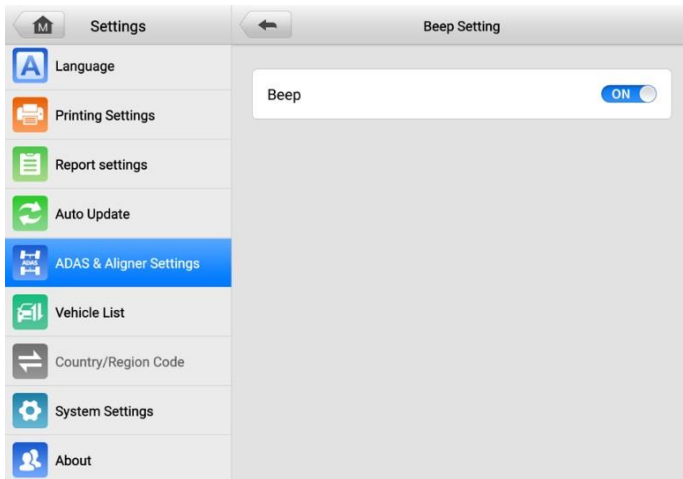 M
Settings
Beep Setting
A
Language
Beep
ON
Printing Settings
Report settings
Auto Update
ADAS
ADAS & Aligner Settings
Vehicle List
Country/Region Code
System Settings
About